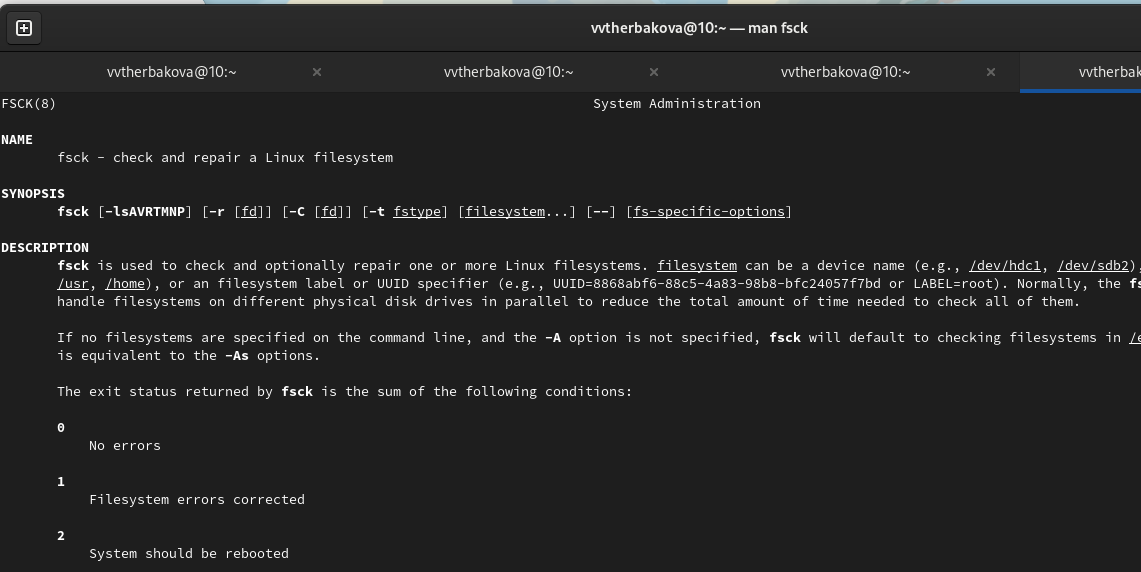 vvtherbakova@10:~ — man fsck
vvtherbakova@10:~ × vvtherbakova@10:~ × vvtherbakova@10:~ × vvtherbak
FSCK(8) System Administration
NAME
fsck - check and repair a Linux filesystem
SYNOPSIS
fsck [-lsAVRTMNP] [-r [fd]] [-C [fd]] [-t fstype] [filesystem...] [--] [fs-specific-options]
DESCRIPTION
fsck is used to check and optionally repair one or more Linux filesystems. filesystem can be a device name (e.g., /dev/hdc1, /dev/sdb2),
/usr, /home), or an filesystem label or UUID specifier (e.g., UUID=8868abf6-88c5-4a83-98b8-bfc24057f7bd or LABEL=root). Normally, the fs
handle filesystems on different physical disk drives in parallel to reduce the total amount of time needed to check all of them.
If no filesystems are specified on the command line, and the -A option is not specified, fsck will default to checking filesystems in /e
is equivalent to the -As options.
The exit status returned by fsck is the sum of the following conditions:
0
No errors
1
Filesystem errors corrected
2
System should be rebooted